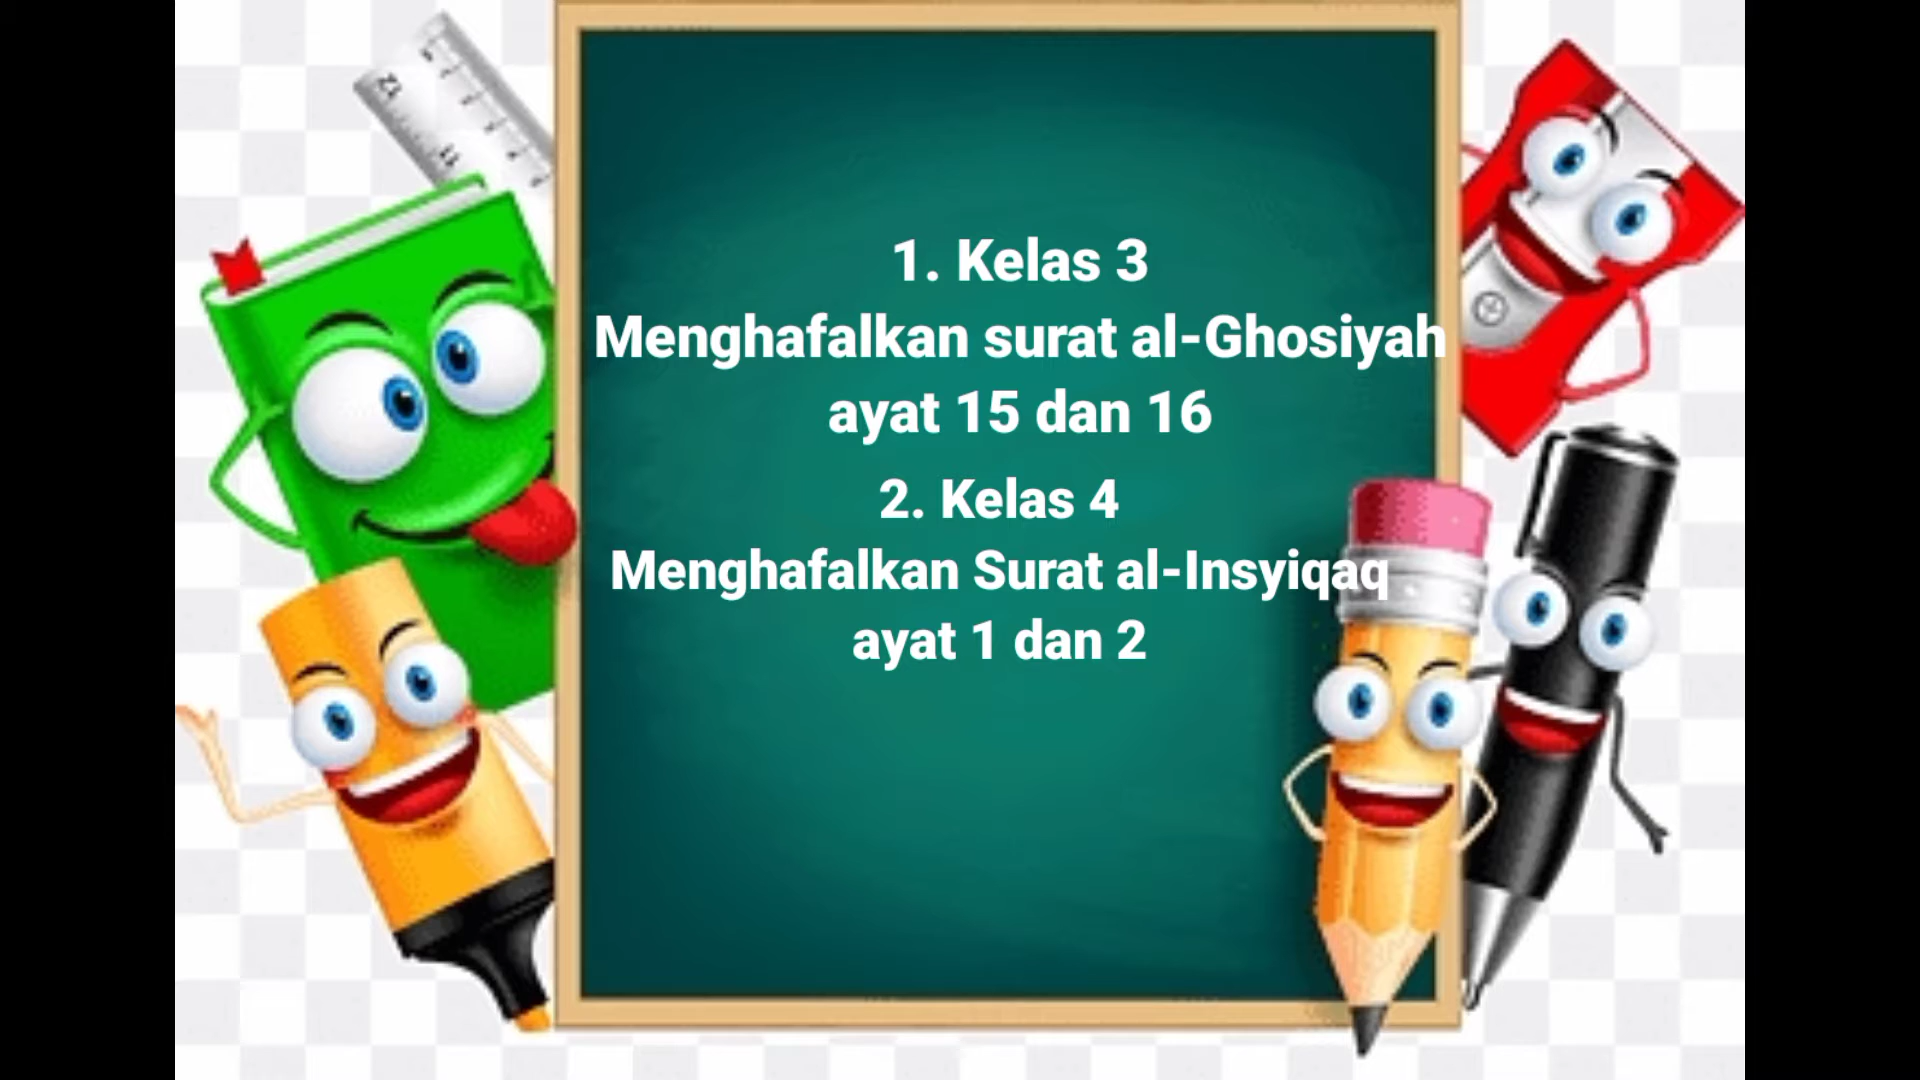 1. Kelas 3
Menghafalkan surat al-Ghosiyah
ayat 15 dan 16
2. Kelas 4
Menghafalkan Surat al-Insyiqaq
ayat 1 dan 2